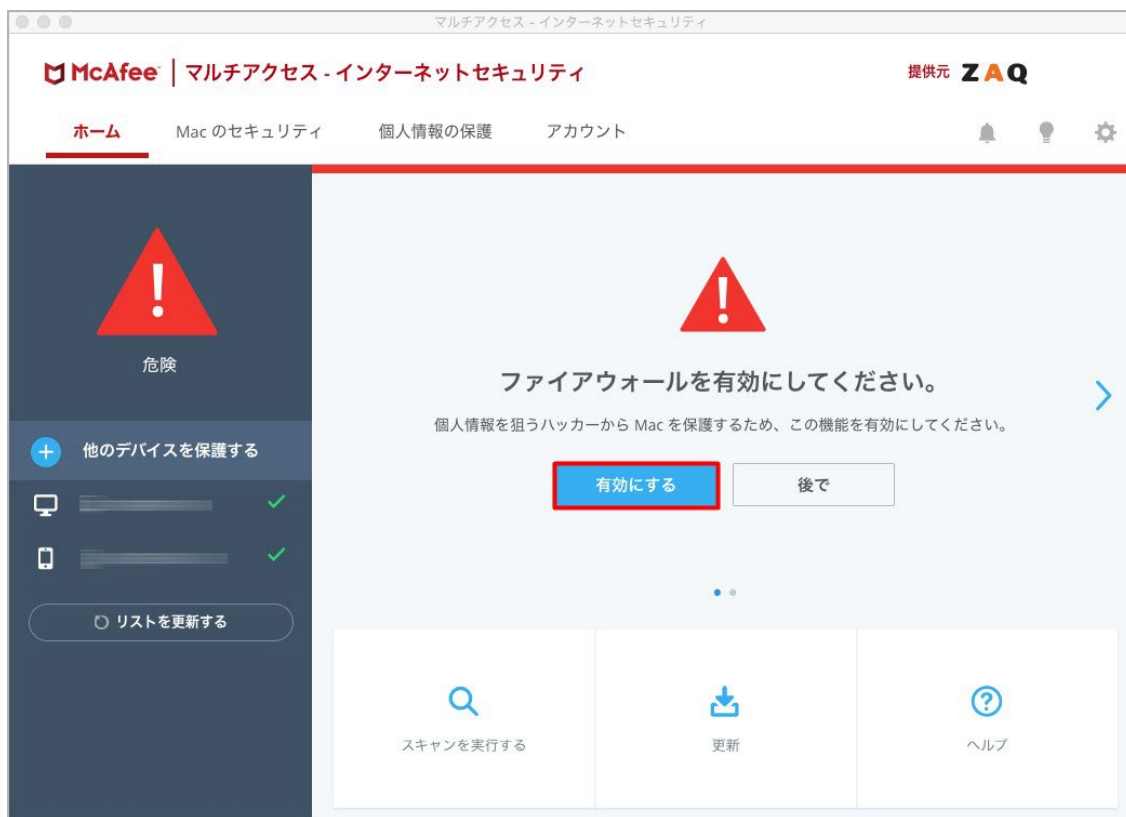 マルチアクセス - インターネットセキュリティ
McAfee | マルチアクセス - インターネットセキュリティ
提供元 ZAQ
ホーム Mac のセキュリティ 個人情報の保護 アカウント
危険
他のデバイスを保護する
リストを更新する
ファイアウォールを有効にしてください。
個人情報を狙うハッカーから Mac を保護するため、この機能を有効にしてください。
有効にする 後で
スキャンを実行する 更新 ヘルプ